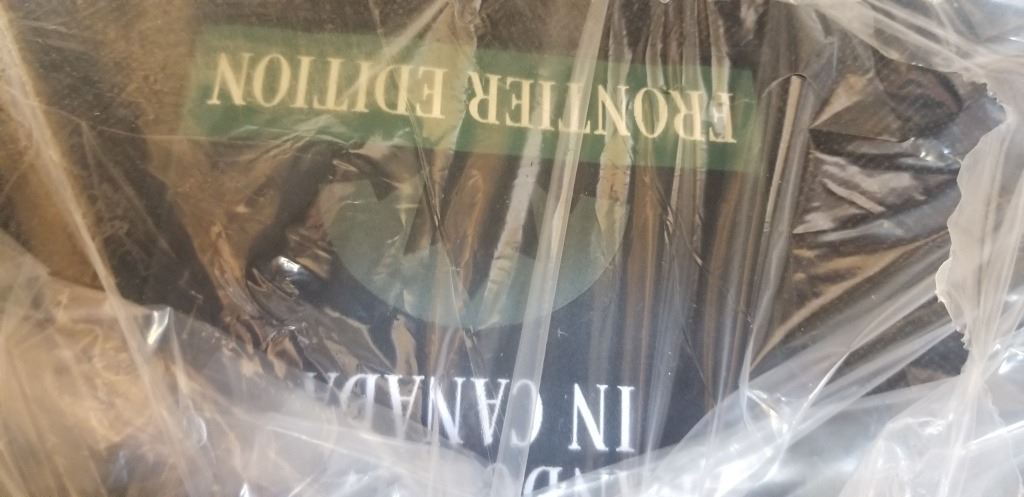 IN CANADA
FRONTIER EDITION